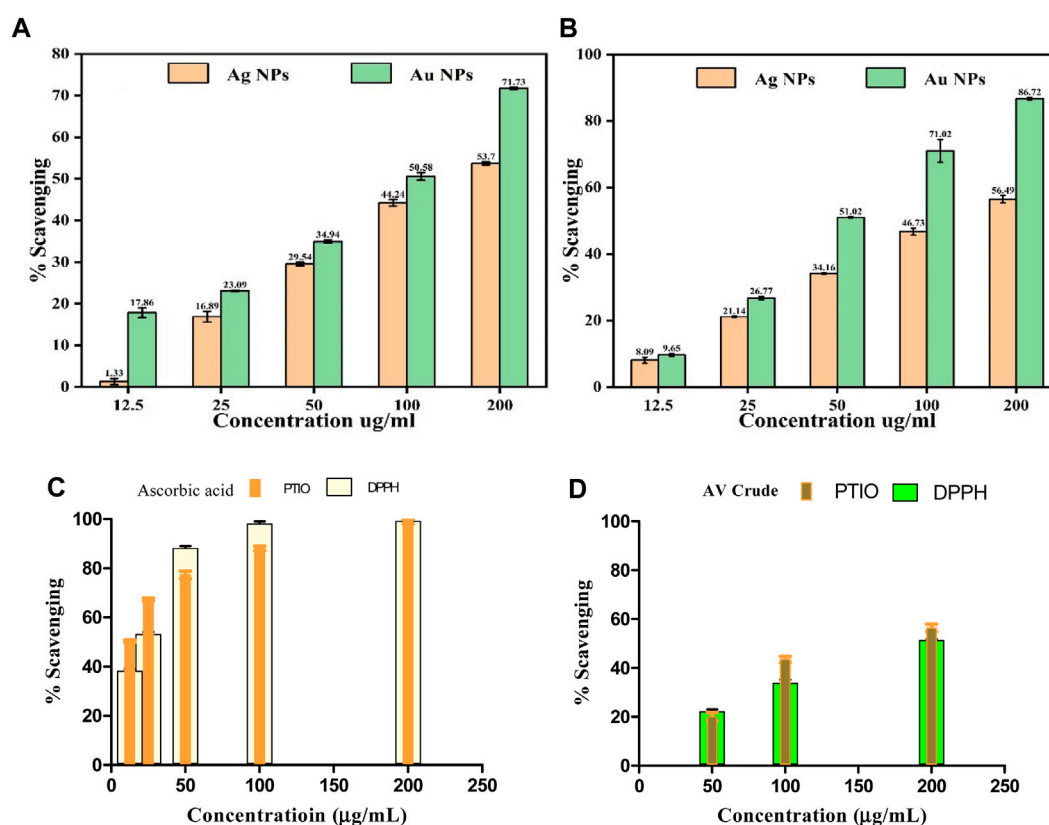 A
Ag NPs Au NPs
% Scavenging
80
70
60
50
40
30
20
10
0
1.33
17.86
16.89
23.09
29.54
34.94
44.24
50.58
53.7
71.73
12.5 25 50 100 200
Concentration ug/ml
B
Ag NPs Au NPs
% Scavenging
100
80
60
40
20
0
8.09
9.65
21.14
26.77
34.16
51.02
46.73
71.02
56.49
86.72
12.5 25 50 100 200
Concentration ug/ml
C
Ascorbic acid PTIO DPPH
% Scavenging
100
80
60
40
20
0
0 50 100 150 200 250
Concentratioin (µg/mL)
D
AV Crude PTIO DPPH
% Scavenging
100
80
60
40
20
0
0 50 100 150 200 250
Concentration (µg/mL)